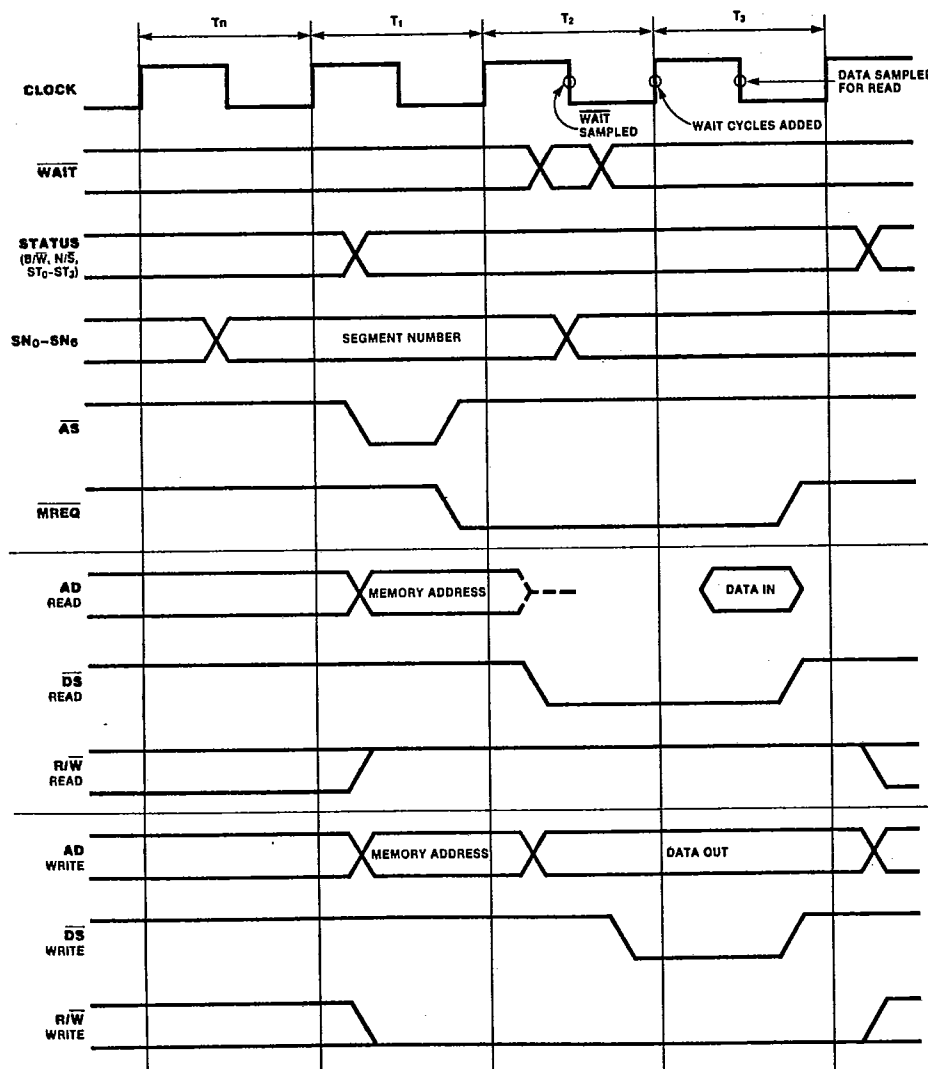 Tn T1 T2 T3
CLOCK
WAIT SAMPLED
WAIT CYCLES ADDED
DATA SAMPLED FOR READ
WAIT
STATUS
(B/W, N/S,
ST0–ST3)
SN0–SN6
SEGMENT NUMBER
AS
MREQ
AD
READ
MEMORY ADDRESS
DATA IN
DS
READ
R/W
READ
AD
WRITE
MEMORY ADDRESS
DATA OUT
DS
WRITE
R/W
WRITE